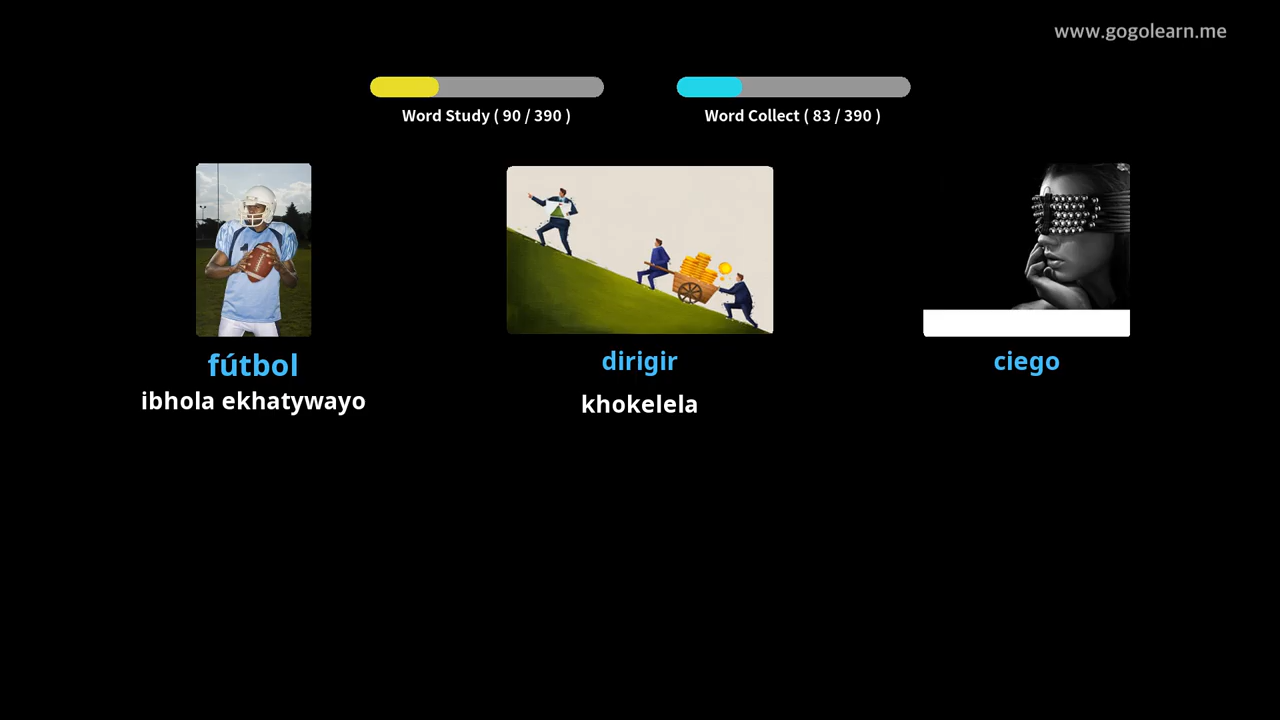 www.gogolearn.me
Word Study ( 90 / 390 )
Word Collect ( 83 / 390 )
fútbol
ibhola ekhatywayo
dirigir
khokelela
ciego